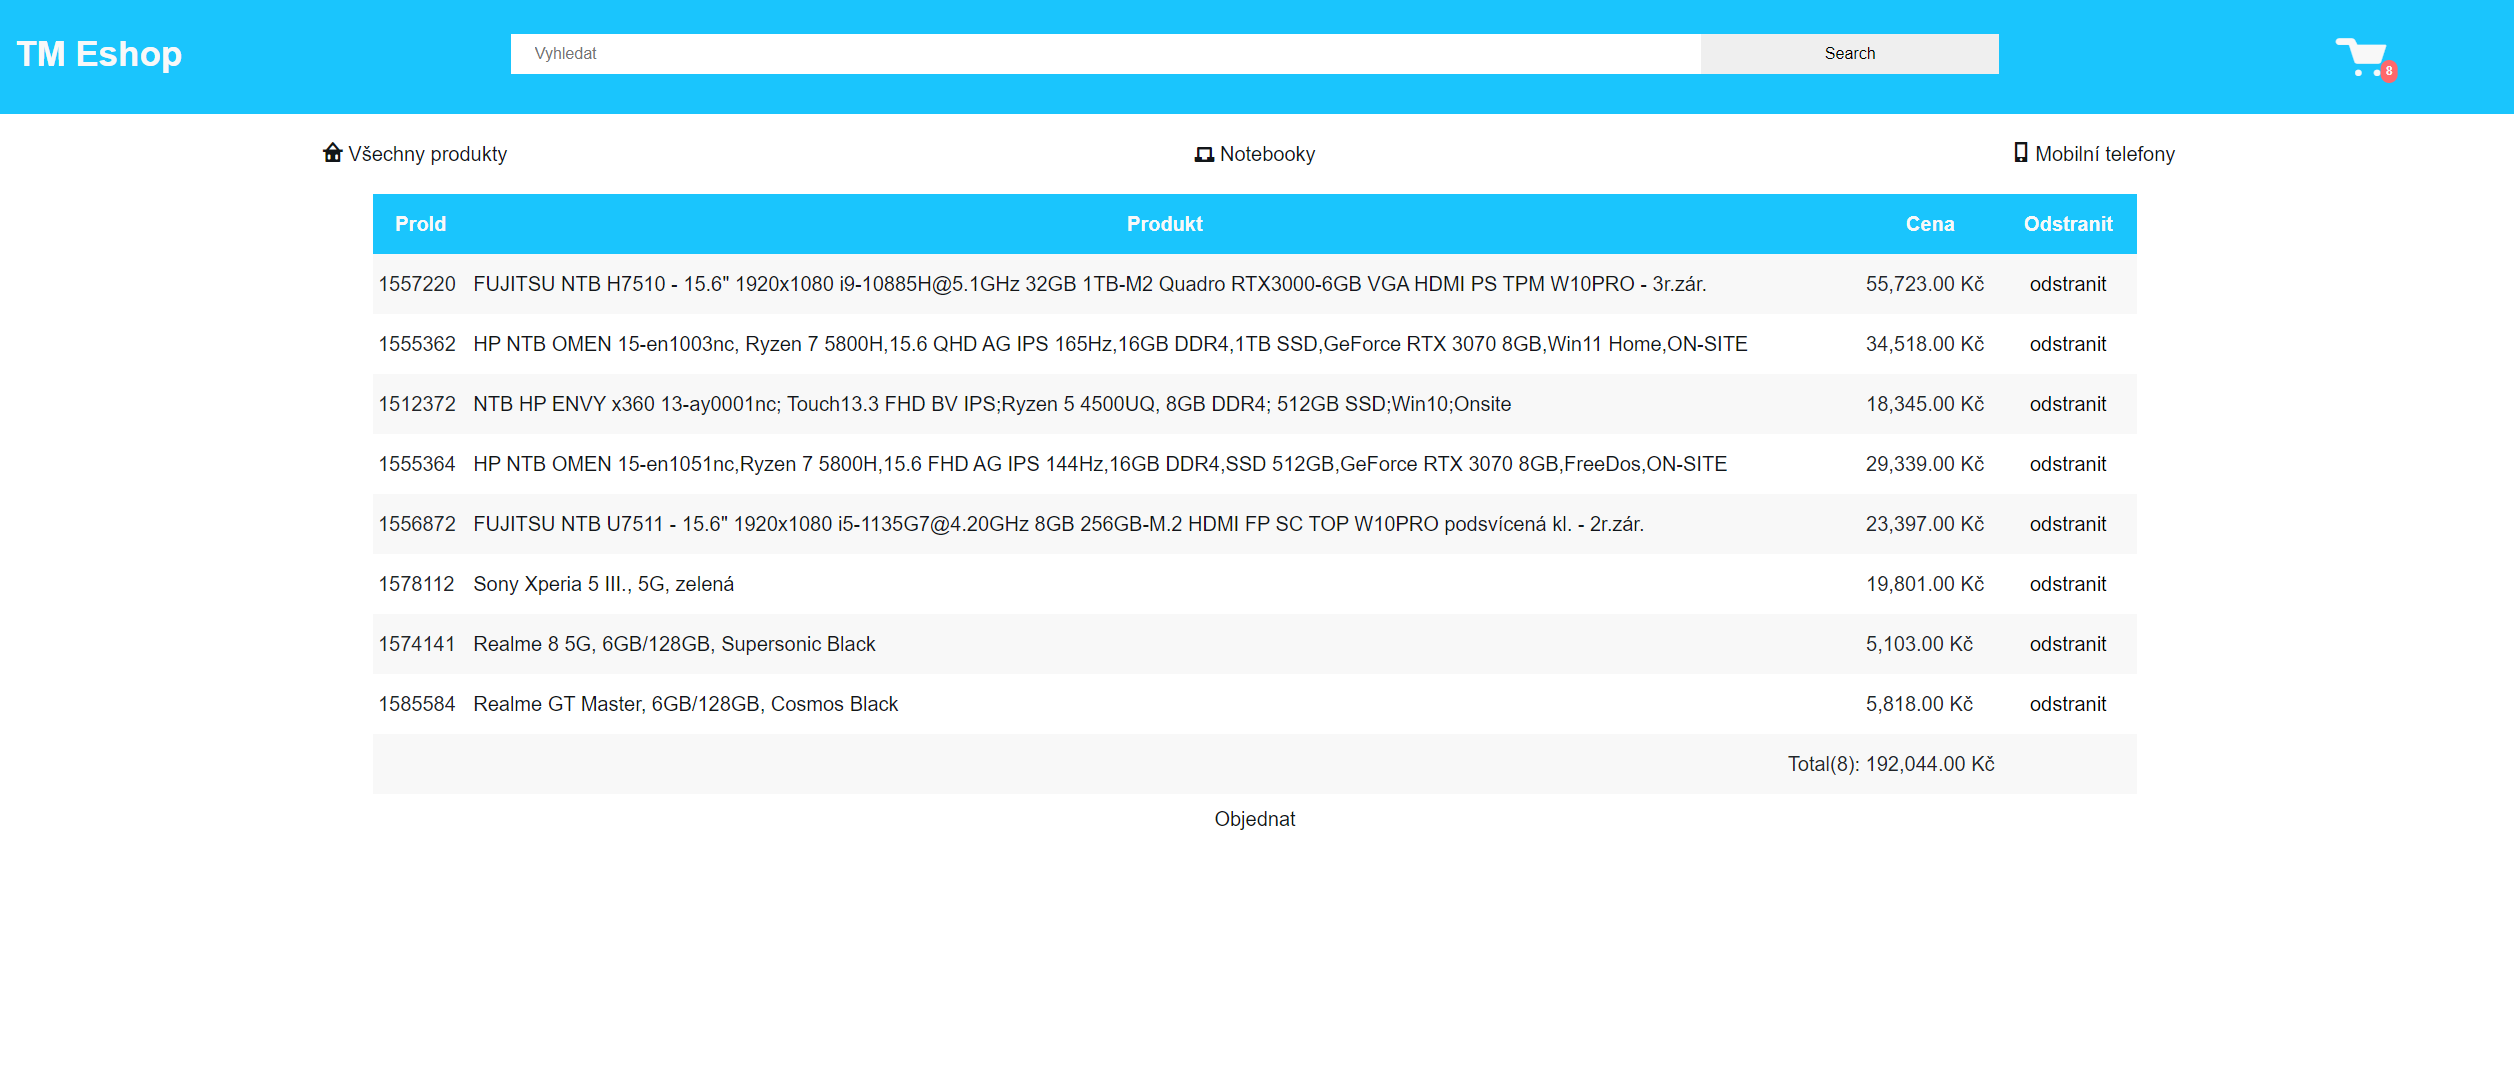 TM Eshop
Vyhledat Search
8
Všechny produkty Notebooky Mobilní telefony
ProId Produkt Cena Odstranit
1557220 FUJITSU NTB H7510 - 15.6" 1920x1080 i9-10885H@5.1GHz 32GB 1TB-M2 Quadro RTX3000-6GB VGA HDMI PS TPM W10PRO - 3r.zár. 55,723.00 Kč odstranit
1555362 HP NTB OMEN 15-en1003nc, Ryzen 7 5800H,15.6 QHD AG IPS 165Hz,16GB DDR4,1TB SSD,GeForce RTX 3070 8GB,Win11 Home,ON-SITE 34,518.00 Kč odstranit
1512372 NTB HP ENVY x360 13-ay0001nc; Touch13.3 FHD BV IPS;Ryzen 5 4500UQ, 8GB DDR4; 512GB SSD;Win10;Onsite 18,345.00 Kč odstranit
1555364 HP NTB OMEN 15-en1051nc,Ryzen 7 5800H,15.6 FHD AG IPS 144Hz,16GB DDR4,SSD 512GB,GeForce RTX 3070 8GB,FreeDos,ON-SITE 29,339.00 Kč odstranit
1556872 FUJITSU NTB U7511 - 15.6" 1920x1080 i5-1135G7@4.20GHz 8GB 256GB-M.2 HDMI FP SC TOP W10PRO podsvícená kl. - 2r.zár. 23,397.00 Kč odstranit
1578112 Sony Xperia 5 III., 5G, zelená 19,801.00 Kč odstranit
1574141 Realme 8 5G, 6GB/128GB, Supersonic Black 5,103.00 Kč odstranit
1585584 Realme GT Master, 6GB/128GB, Cosmos Black 5,818.00 Kč odstranit
Total(8): 192,044.00 Kč
Objednat